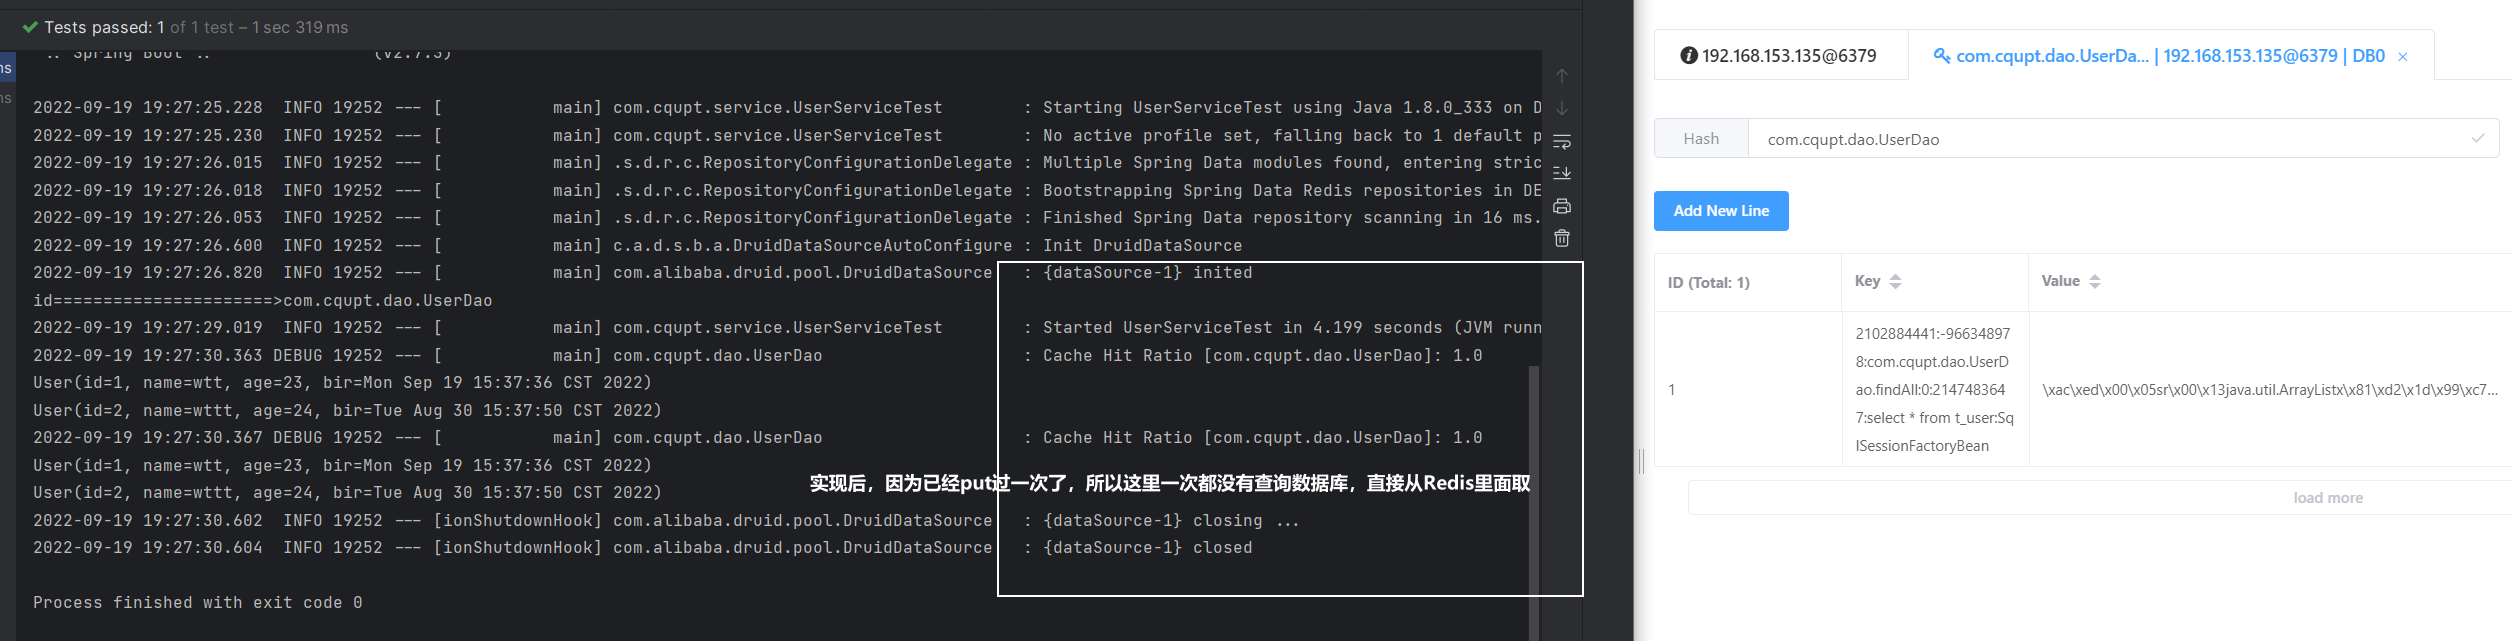 Tests passed: 1 of 1 test – 1 sec 319 ms
:: Spring Boot ::                (v2.7.3)
ms
ms
2022-09-19 19:27:25.228  INFO 19252 --- [           main] com.cqupt.service.UserServiceTest        : Starting UserServiceTest using Java 1.8.0_333 on D
2022-09-19 19:27:25.230  INFO 19252 --- [           main] com.cqupt.service.UserServiceTest        : No active profile set, falling back to 1 default p
2022-09-19 19:27:26.015  INFO 19252 --- [           main] .s.d.r.c.RepositoryConfigurationDelegate : Multiple Spring Data modules found, entering stric
2022-09-19 19:27:26.018  INFO 19252 --- [           main] .s.d.r.c.RepositoryConfigurationDelegate : Bootstrapping Spring Data Redis repositories in DE
2022-09-19 19:27:26.053  INFO 19252 --- [           main] .s.d.r.c.RepositoryConfigurationDelegate : Finished Spring Data repository scanning in 16 ms.
2022-09-19 19:27:26.600  INFO 19252 --- [           main] c.a.d.s.b.a.DruidDataSourceAutoConfigure : Init DruidDataSource
2022-09-19 19:27:26.820  INFO 19252 --- [           main] com.alibaba.druid.pool.DruidDataSource   : {dataSource-1} inited
id======================>com.cqupt.dao.UserDao
2022-09-19 19:27:29.019  INFO 19252 --- [           main] com.cqupt.service.UserServiceTest        : Started UserServiceTest in 4.199 seconds (JVM runn
2022-09-19 19:27:30.363 DEBUG 19252 --- [           main] com.cqupt.dao.UserDao                    : Cache Hit Ratio [com.cqupt.dao.UserDao]: 1.0
User(id=1, name=wtt, age=23, bir=Mon Sep 19 15:37:36 CST 2022)
User(id=2, name=wttt, age=24, bir=Tue Aug 30 15:37:50 CST 2022)
2022-09-19 19:27:30.367 DEBUG 19252 --- [           main] com.cqupt.dao.UserDao                    : Cache Hit Ratio [com.cqupt.dao.UserDao]: 1.0
User(id=1, name=wtt, age=23, bir=Mon Sep 19 15:37:36 CST 2022)
实现后，因为已经put过一次了，所以这里一次都没有查询数据库，直接从Redis里面取
User(id=2, name=wttt, age=24, bir=Tue Aug 30 15:37:50 CST 2022)
2022-09-19 19:27:30.602  INFO 19252 --- [ionShutdownHook] com.alibaba.druid.pool.DruidDataSource   : {dataSource-1} closing ...
2022-09-19 19:27:30.604  INFO 19252 --- [ionShutdownHook] com.alibaba.druid.pool.DruidDataSource   : {dataSource-1} closed
Process finished with exit code 0
192.168.153.135@6379
com.cqupt.dao.UserDa... | 192.168.153.135@6379 | DB0 ×
Hash com.cqupt.dao.UserDao
Add New Line
ID (Total: 1) Key Value
2102884441:-96634897
8:com.cqupt.dao.UserD
1 ao.findAll:0:214748364 \xac\xed\x00\x05sr\x00\x13java.util.ArrayListx\x81\xd2\x1d\x99\xc7...
7:select * from t_user:Sq
lSessionFactoryBean
load more